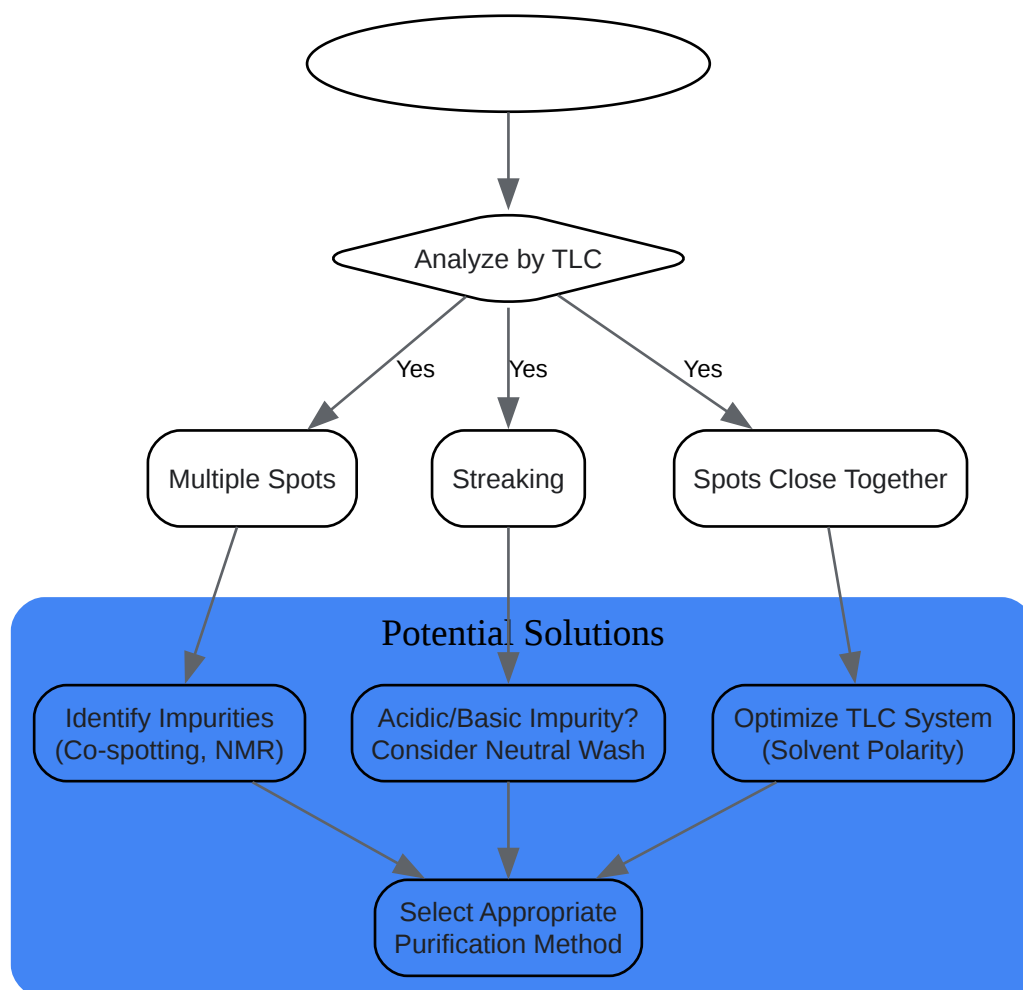 Analyze by TLC
Yes
Yes
Yes
Multiple Spots
Streaking
Spots Close Together
Potential Solutions
Identify Impurities
(Co-spotting, NMR)
Acidic/Basic Impurity?
Consider Neutral Wash
Optimize TLC System
(Solvent Polarity)
Select Appropriate
Purification Method